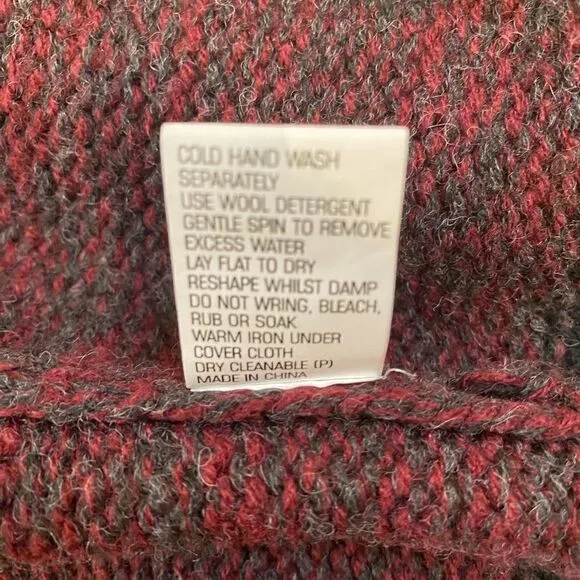 COLD HAND WASH
SEPARATELY
USE WOOL DETERGENT
GENTLE SPIN TO REMOVE
EXCESS WATER
LAY FLAT TO DRY
RESHAPE WHILST DAMP
DO NOT WRING, BLEACH,
RUB OR SOAK
WARM IRON UNDER
COVER CLOTH
DRY CLEANABLE (P)
MADE IN CHINA